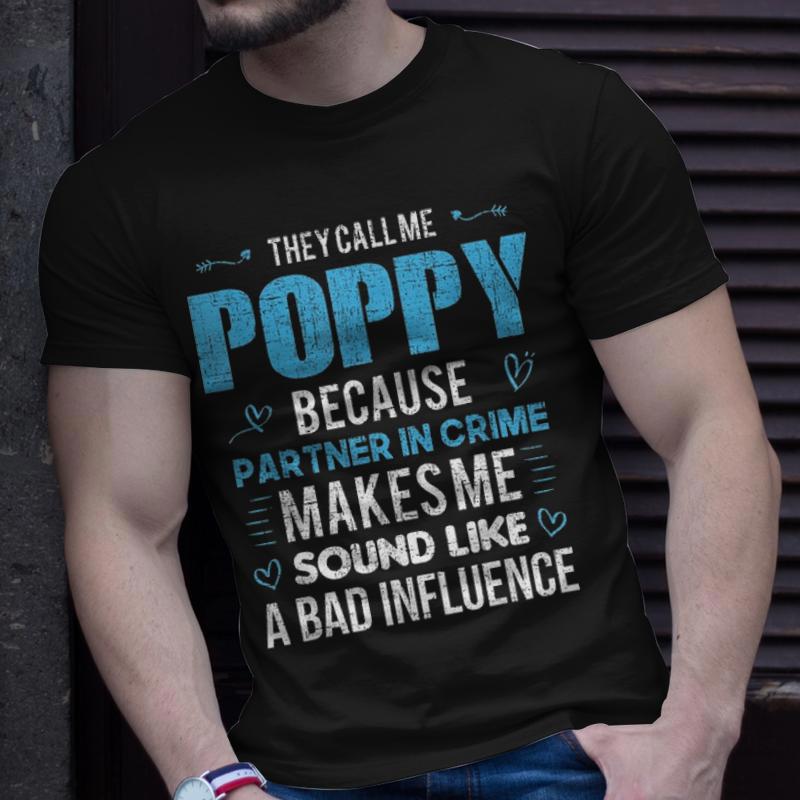 THEY CALL ME
POPPY
BECAUSE
PARTNER IN CRIME
MAKES ME
SOUND LIKE
A BAD INFLUENCE